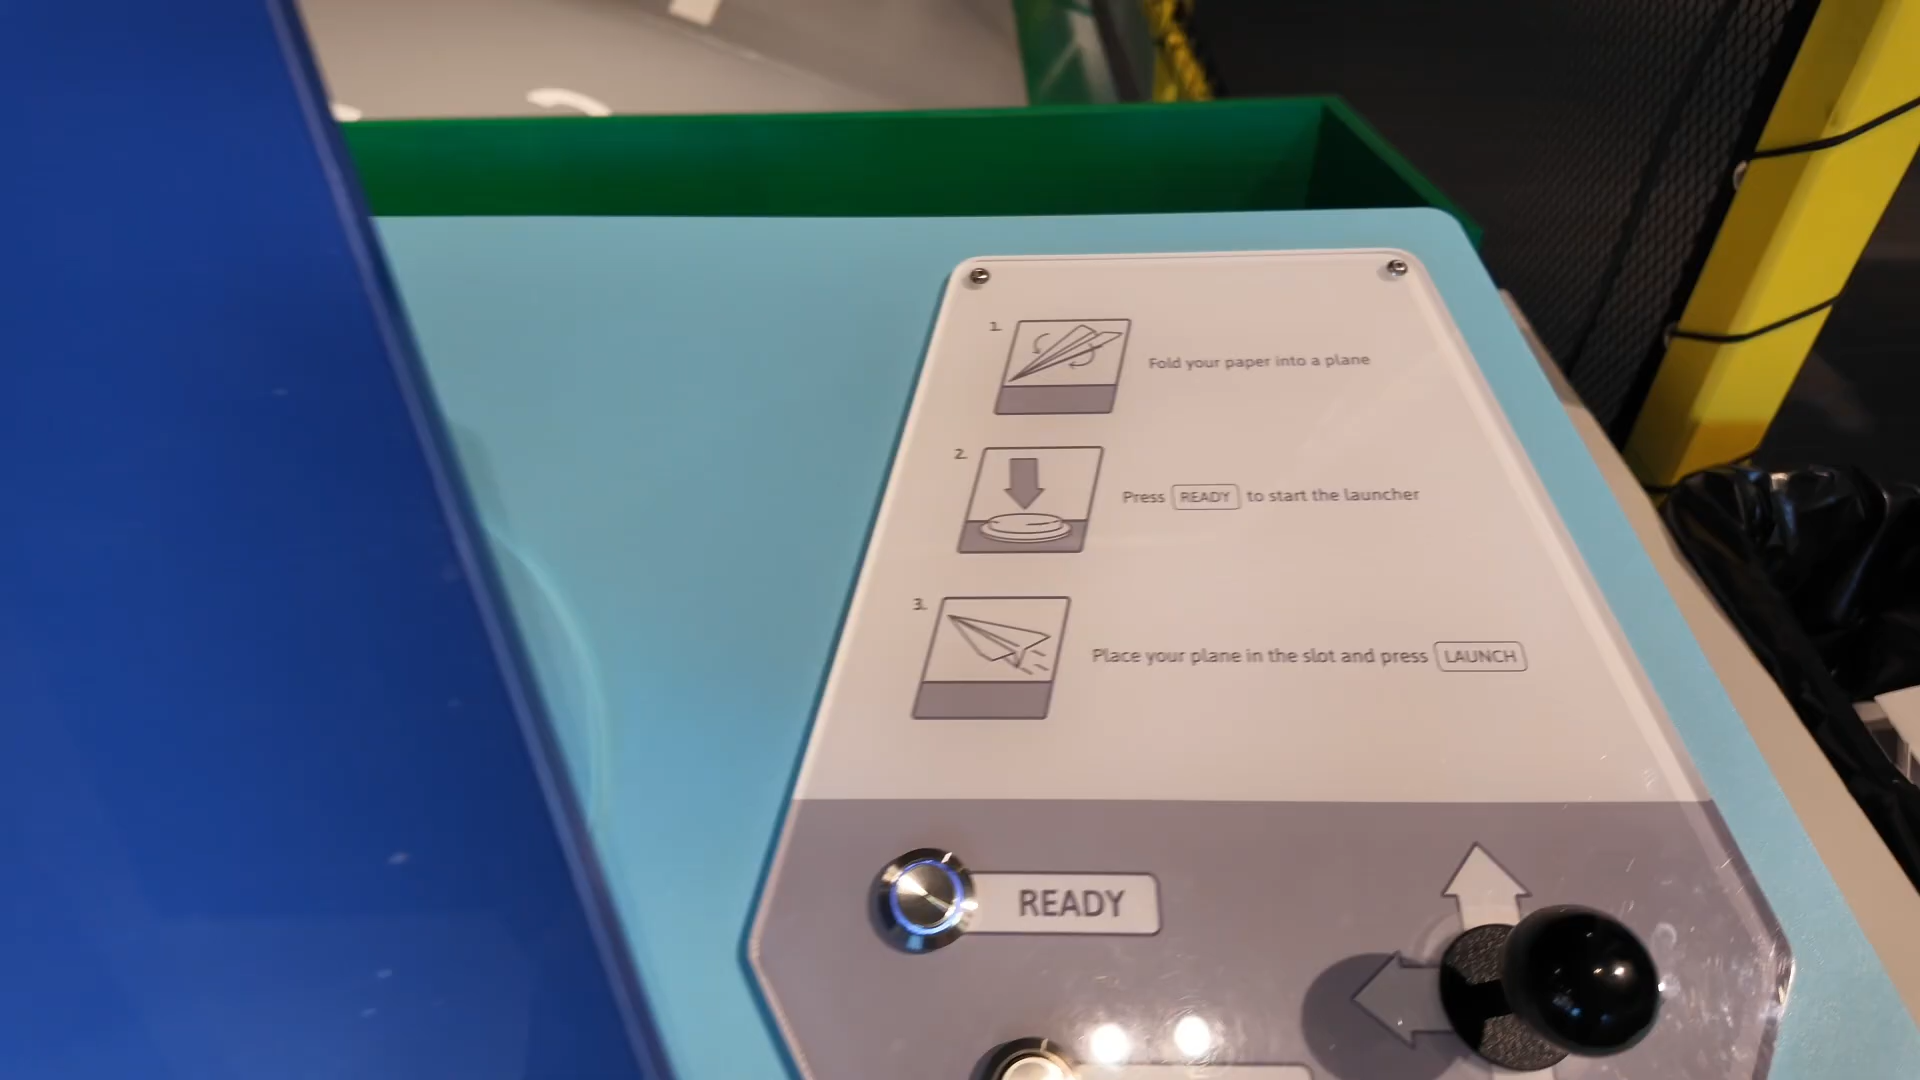 1. Fold your paper into a plane
2. Press READY to start the launcher
3. Place your plane in the slot and press LAUNCH
READY